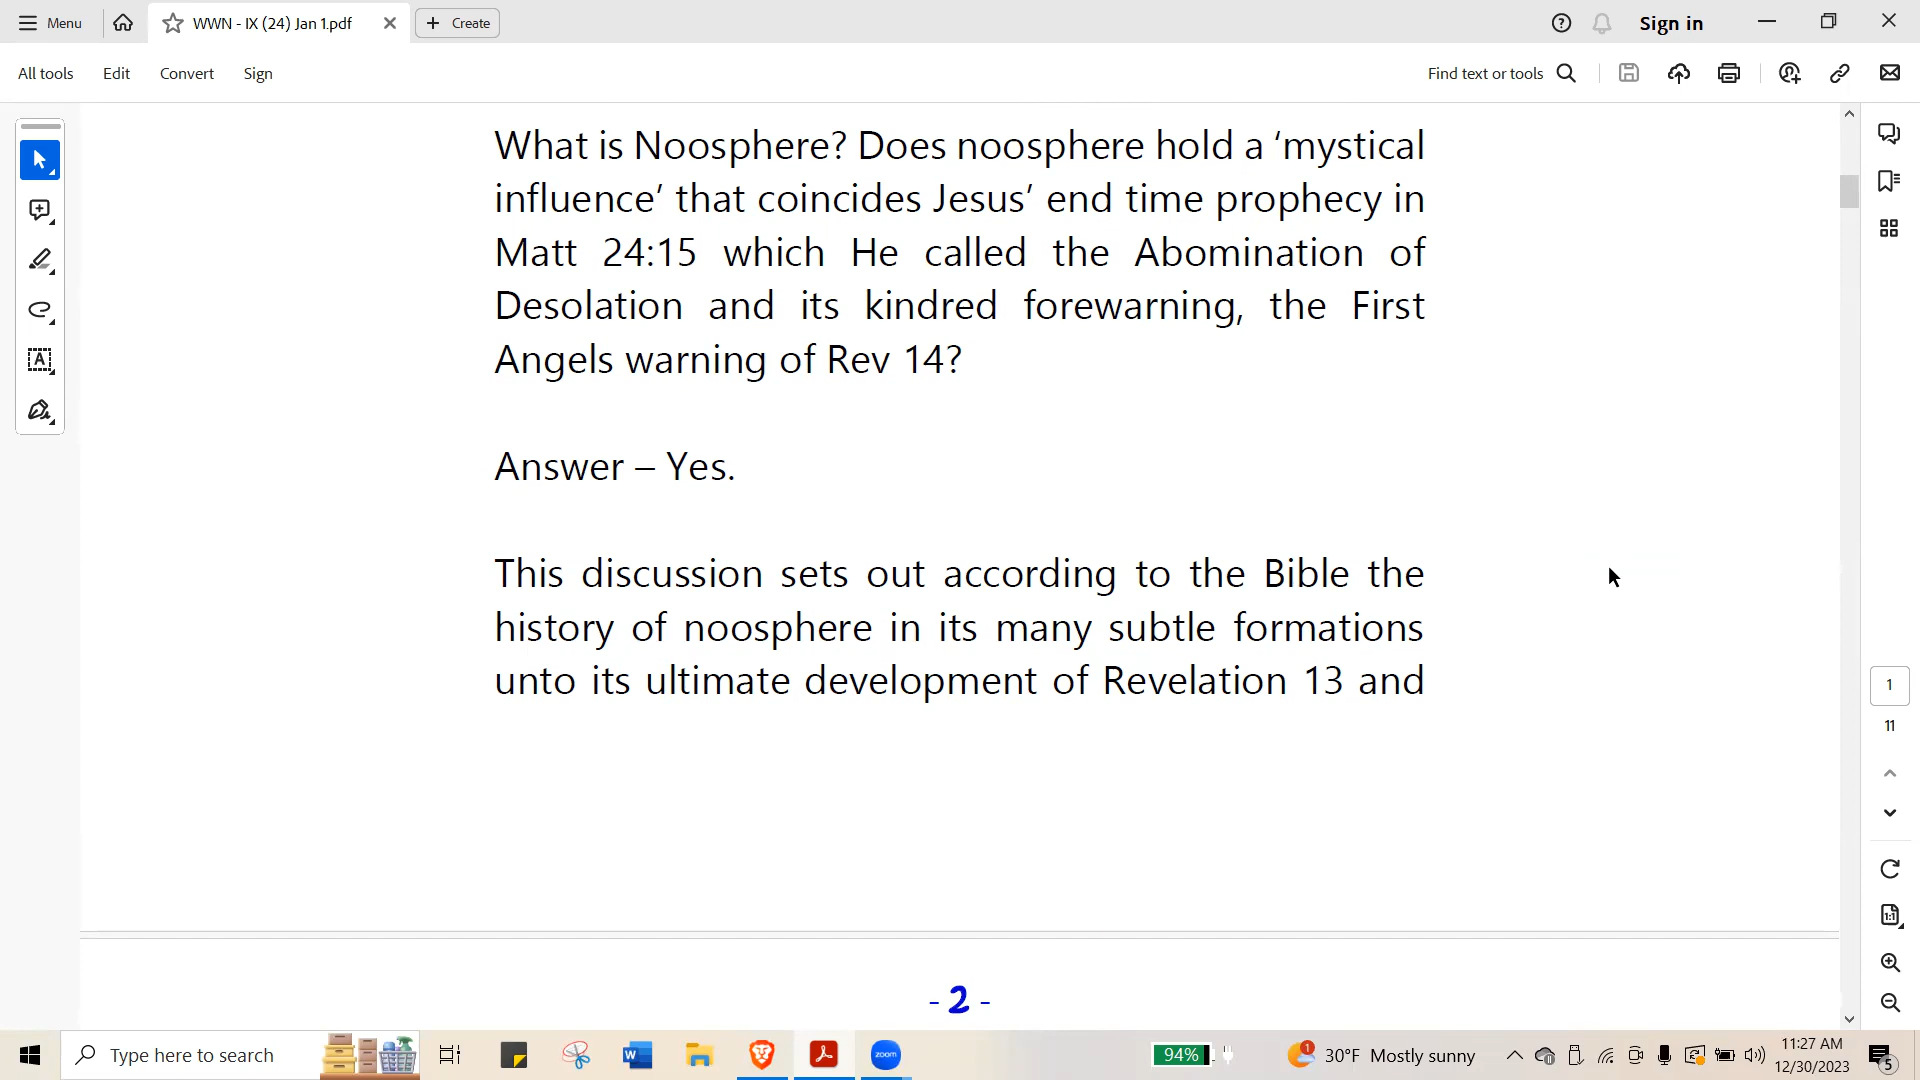 Menu
WWN - IX (24) Jan 1.pdf
Create
Sign in
All tools
Edit
Convert
Sign
Find text or tools
What is Noosphere? Does noosphere hold a ‘mystical
influence’ that coincides Jesus’ end time prophecy in
Matt 24:15 which He called the Abomination of
Desolation and its kindred forewarning, the First
Angels warning of Rev 14?
Answer – Yes.
This discussion sets out according to the Bible the
history of noosphere in its many subtle formations
unto its ultimate development of Revelation 13 and
1
11
- 2 -
Type here to search
zoom
94%
1
30°F Mostly sunny
11:27 AM
12/30/2023
5